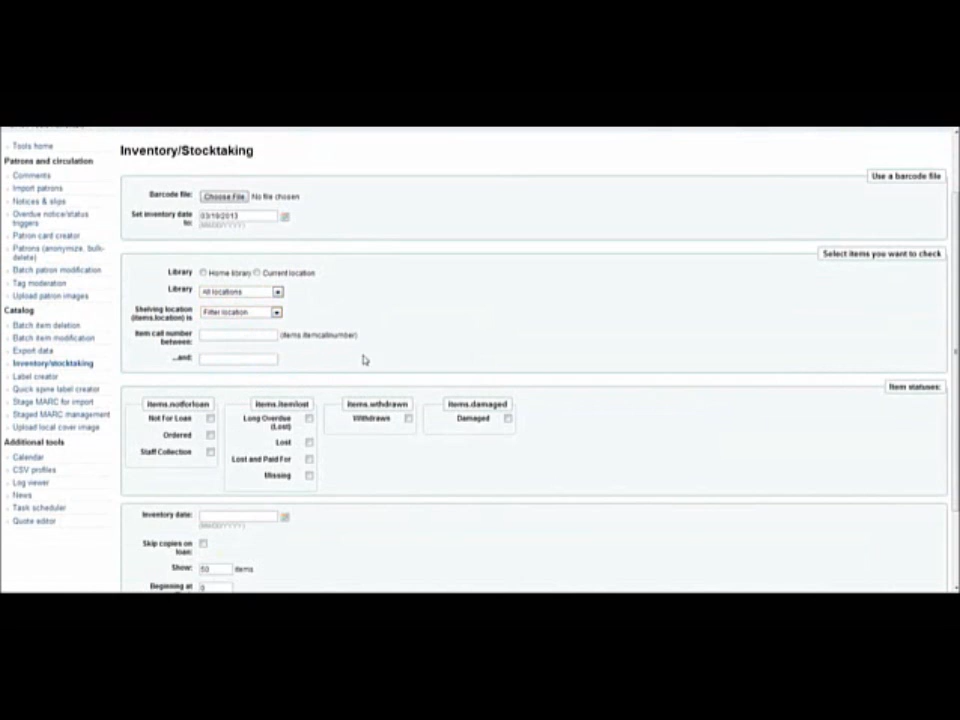 Tools home
Patrons and circulation
Comments
Import patrons
Notices & slips
Overdue notice/status
triggers
Patron card creator
Patrons (anonymize, bulk-
delete)
Batch patron modification
Tag moderation
Upload patron images
Catalog
Batch item deletion
Batch item modification
Export data
Inventory/stocktaking
Label creator
Quick spine label creator
Stage MARC for import
Staged MARC management
Upload local cover image
Additional tools
Calendar
CSV profiles
Log viewer
News
Task scheduler
Quote editor
Inventory/Stocktaking
Use a barcode file
Barcode file: Choose File No file chosen
Set inventory date
to: 03/19/2013
(MM/DD/YYYY)
Select items you want to check
Library Home library Current location
Library All locations
Shelving location
(items.location) is Filter location
Item call number
between: (items.itemcallnumber)
...and:
Item statuses:
items.notforloan
Not For Loan
Ordered
Staff Collection
items.itemlost
Long Overdue
(Lost)
Lost
Lost and Paid For
Missing
items.wthdrawn
Withdrawn
items.damaged
Damaged
Inventory date:
(MM/DD/YYYY)
Skip copies on
loan:
Show: 50 items
Beginning at 0